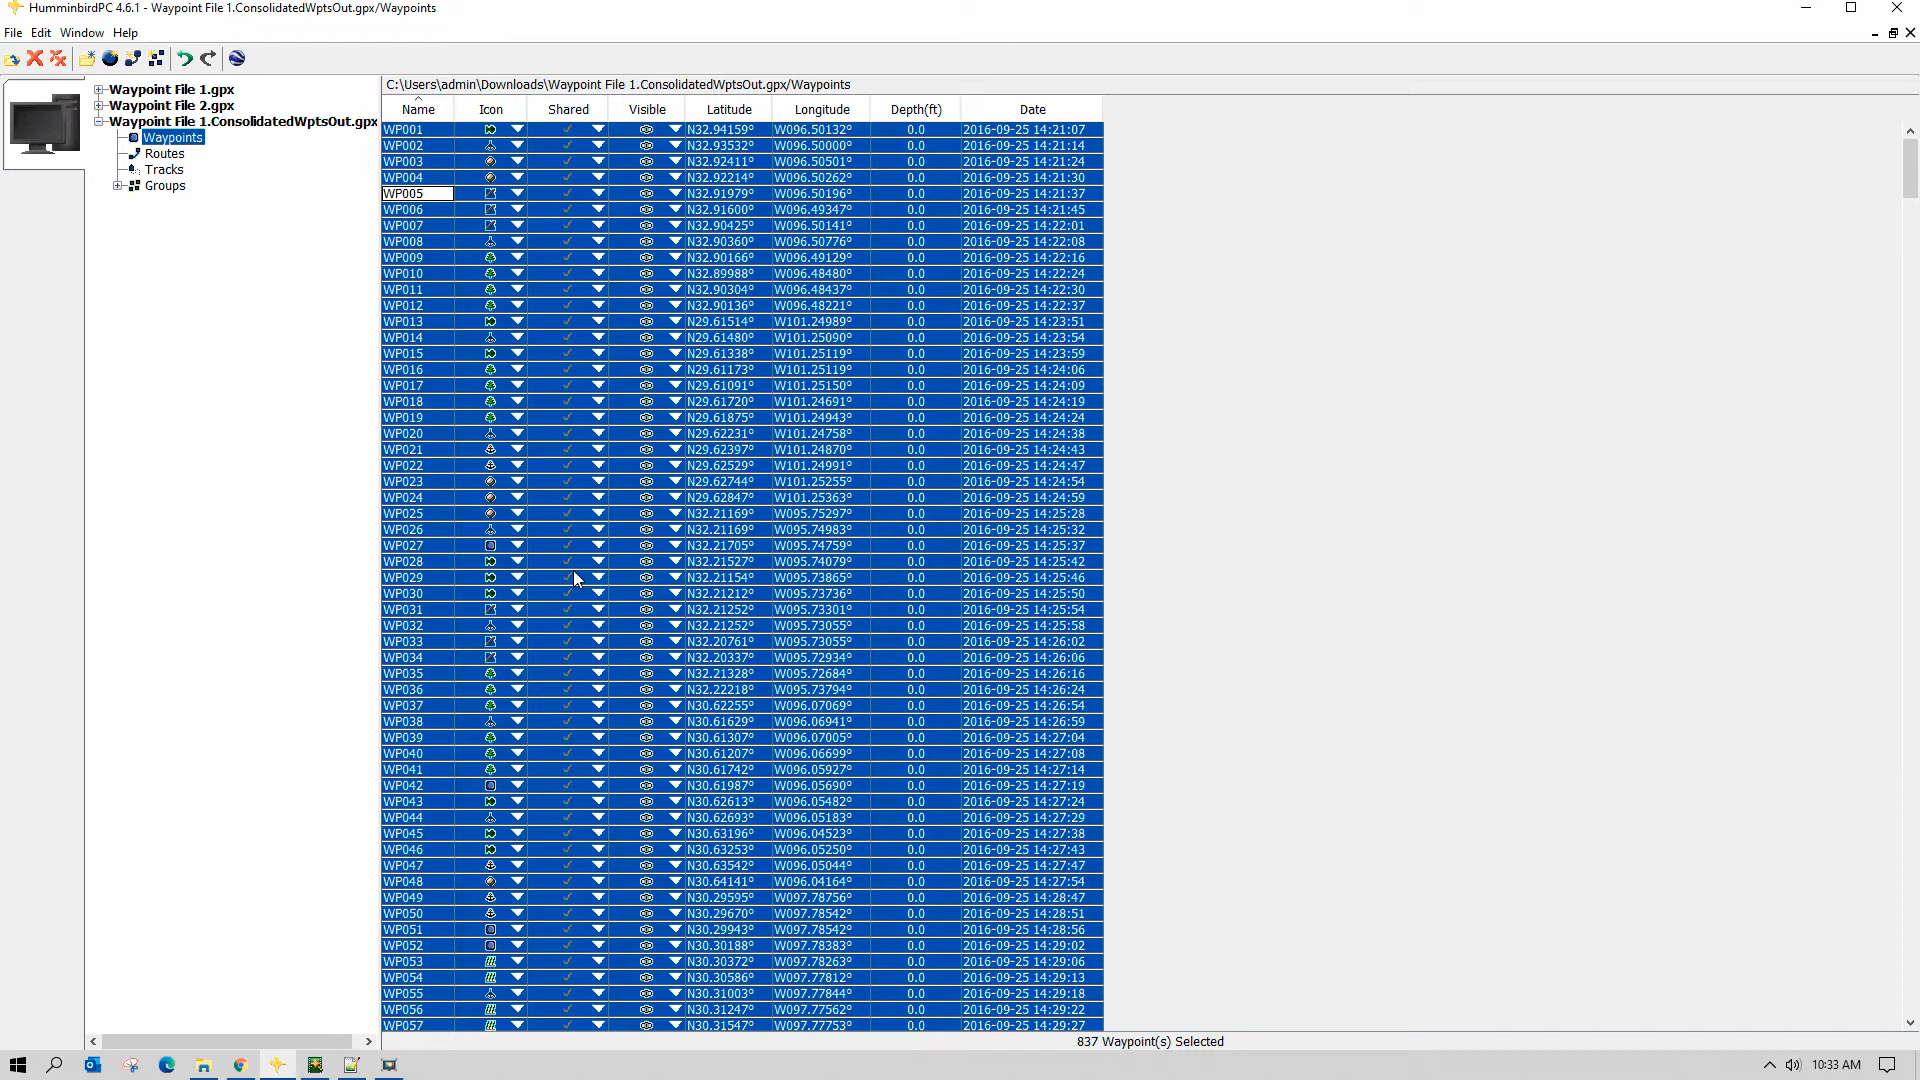 HumminbirdPC 4.6.1 - Waypoint File 1.ConsolidatedWptsOut.gpx/Waypoints
File Edit Window Help
Waypoint File 1.gpx
Waypoint File 2.gpx
Waypoint File 1.ConsolidatedWptsOut.gpx
Waypoints
Routes
Tracks
Groups
C:\Users\admin\Downloads\Waypoint File 1.ConsolidatedWptsOut.gpx/Waypoints
Name Icon Shared Visible Latitude Longitude Depth(ft) Date
WP001 N32.94159° W096.50132° 0.0 2016-09-25 14:21:07
WP002 N32.93532° W096.50000° 0.0 2016-09-25 14:21:14
WP003 N32.92411° W096.50501° 0.0 2016-09-25 14:21:24
WP004 N32.92214° W096.50262° 0.0 2016-09-25 14:21:30
WP005 N32.91979° W096.50196° 0.0 2016-09-25 14:21:37
WP006 N32.91600° W096.49347° 0.0 2016-09-25 14:21:45
WP007 N32.90425° W096.50141° 0.0 2016-09-25 14:22:01
WP008 N32.90360° W096.50776° 0.0 2016-09-25 14:22:08
WP009 N32.90166° W096.49129° 0.0 2016-09-25 14:22:16
WP010 N32.89988° W096.48480° 0.0 2016-09-25 14:22:24
WP011 N32.90304° W096.48437° 0.0 2016-09-25 14:22:30
WP012 N32.90136° W096.48221° 0.0 2016-09-25 14:22:37
WP013 N29.61514° W101.24989° 0.0 2016-09-25 14:23:51
WP014 N29.61480° W101.25090° 0.0 2016-09-25 14:23:54
WP015 N29.61338° W101.25119° 0.0 2016-09-25 14:23:59
WP016 N29.61173° W101.25119° 0.0 2016-09-25 14:24:06
WP017 N29.61091° W101.25150° 0.0 2016-09-25 14:24:09
WP018 N29.61720° W101.24691° 0.0 2016-09-25 14:24:19
WP019 N29.61875° W101.24943° 0.0 2016-09-25 14:24:24
WP020 N29.62231° W101.24758° 0.0 2016-09-25 14:24:38
WP021 N29.62397° W101.24870° 0.0 2016-09-25 14:24:43
WP022 N29.62529° W101.24991° 0.0 2016-09-25 14:24:47
WP023 N29.62744° W101.25255° 0.0 2016-09-25 14:24:54
WP024 N29.62847° W101.25363° 0.0 2016-09-25 14:24:59
WP025 N32.21169° W095.75297° 0.0 2016-09-25 14:25:28
WP026 N32.21169° W095.74983° 0.0 2016-09-25 14:25:32
WP027 N32.21705° W095.74759° 0.0 2016-09-25 14:25:37
WP028 N32.21527° W095.74079° 0.0 2016-09-25 14:25:42
WP029 N32.21154° W095.73865° 0.0 2016-09-25 14:25:46
WP030 N32.21212° W095.73736° 0.0 2016-09-25 14:25:50
WP031 N32.21252° W095.73301° 0.0 2016-09-25 14:25:54
WP032 N32.21252° W095.73055° 0.0 2016-09-25 14:25:58
WP033 N32.20761° W095.73055° 0.0 2016-09-25 14:26:02
WP034 N32.20337° W095.72934° 0.0 2016-09-25 14:26:06
WP035 N32.21328° W095.72684° 0.0 2016-09-25 14:26:16
WP036 N32.22218° W095.73794° 0.0 2016-09-25 14:26:24
WP037 N30.62255° W096.07069° 0.0 2016-09-25 14:26:54
WP038 N30.61629° W096.06941° 0.0 2016-09-25 14:26:59
WP039 N30.61307° W096.07005° 0.0 2016-09-25 14:27:04
WP040 N30.61207° W096.06699° 0.0 2016-09-25 14:27:08
WP041 N30.61742° W096.05927° 0.0 2016-09-25 14:27:14
WP042 N30.61987° W096.05690° 0.0 2016-09-25 14:27:19
WP043 N30.62613° W096.05482° 0.0 2016-09-25 14:27:24
WP044 N30.62693° W096.05183° 0.0 2016-09-25 14:27:29
WP045 N30.63196° W096.04523° 0.0 2016-09-25 14:27:38
WP046 N30.63253° W096.05250° 0.0 2016-09-25 14:27:43
WP047 N30.63542° W096.05044° 0.0 2016-09-25 14:27:47
WP048 N30.64141° W096.04164° 0.0 2016-09-25 14:27:54
WP049 N30.29595° W097.78756° 0.0 2016-09-25 14:28:47
WP050 N30.29670° W097.78542° 0.0 2016-09-25 14:28:51
WP051 N30.29943° W097.78542° 0.0 2016-09-25 14:28:56
WP052 N30.30188° W097.78383° 0.0 2016-09-25 14:29:02
WP053 N30.30372° W097.78263° 0.0 2016-09-25 14:29:06
WP054 N30.30586° W097.77812° 0.0 2016-09-25 14:29:13
WP055 N30.31003° W097.77844° 0.0 2016-09-25 14:29:18
WP056 N30.31247° W097.77562° 0.0 2016-09-25 14:29:22
WP057 N30.31547° W097.77753° 0.0 2016-09-25 14:29:27
837 Waypoint(s) Selected
10:33 AM